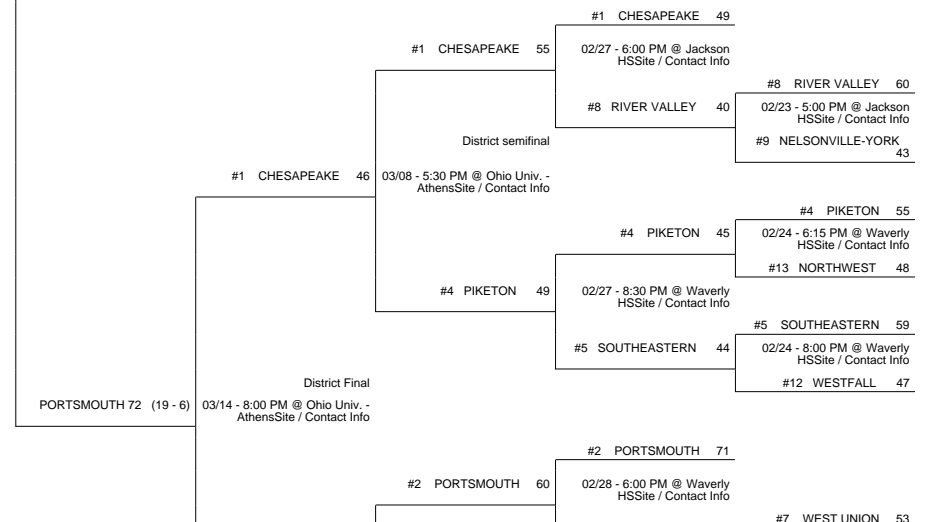 #1 CHESAPEAKE 49
#1 CHESAPEAKE 55
02/27 - 6:00 PM @ Jackson
HSSite / Contact Info
#8 RIVER VALLEY 60
#8 RIVER VALLEY 40
02/23 - 5:00 PM @ Jackson
HSSite / Contact Info
District semifinal
#9 NELSONVILLE-YORK
43
#1 CHESAPEAKE 46
03/08 - 5:30 PM @ Ohio Univ. -
AthensSite / Contact Info
#4 PIKETON 55
#4 PIKETON 45
02/24 - 6:15 PM @ Waverly
HSSite / Contact Info
#13 NORTHWEST 48
#4 PIKETON 49
02/27 - 8:30 PM @ Waverly
HSSite / Contact Info
#5 SOUTHEASTERN 59
#5 SOUTHEASTERN 44
02/24 - 8:00 PM @ Waverly
HSSite / Contact Info
#12 WESTFALL 47
District Final
PORTSMOUTH 72 (19 - 6)
03/14 - 8:00 PM @ Ohio Univ. -
AthensSite / Contact Info
#2 PORTSMOUTH 71
#2 PORTSMOUTH 60
02/28 - 6:00 PM @ Waverly
HSSite / Contact Info
#7 WEST UNION 53